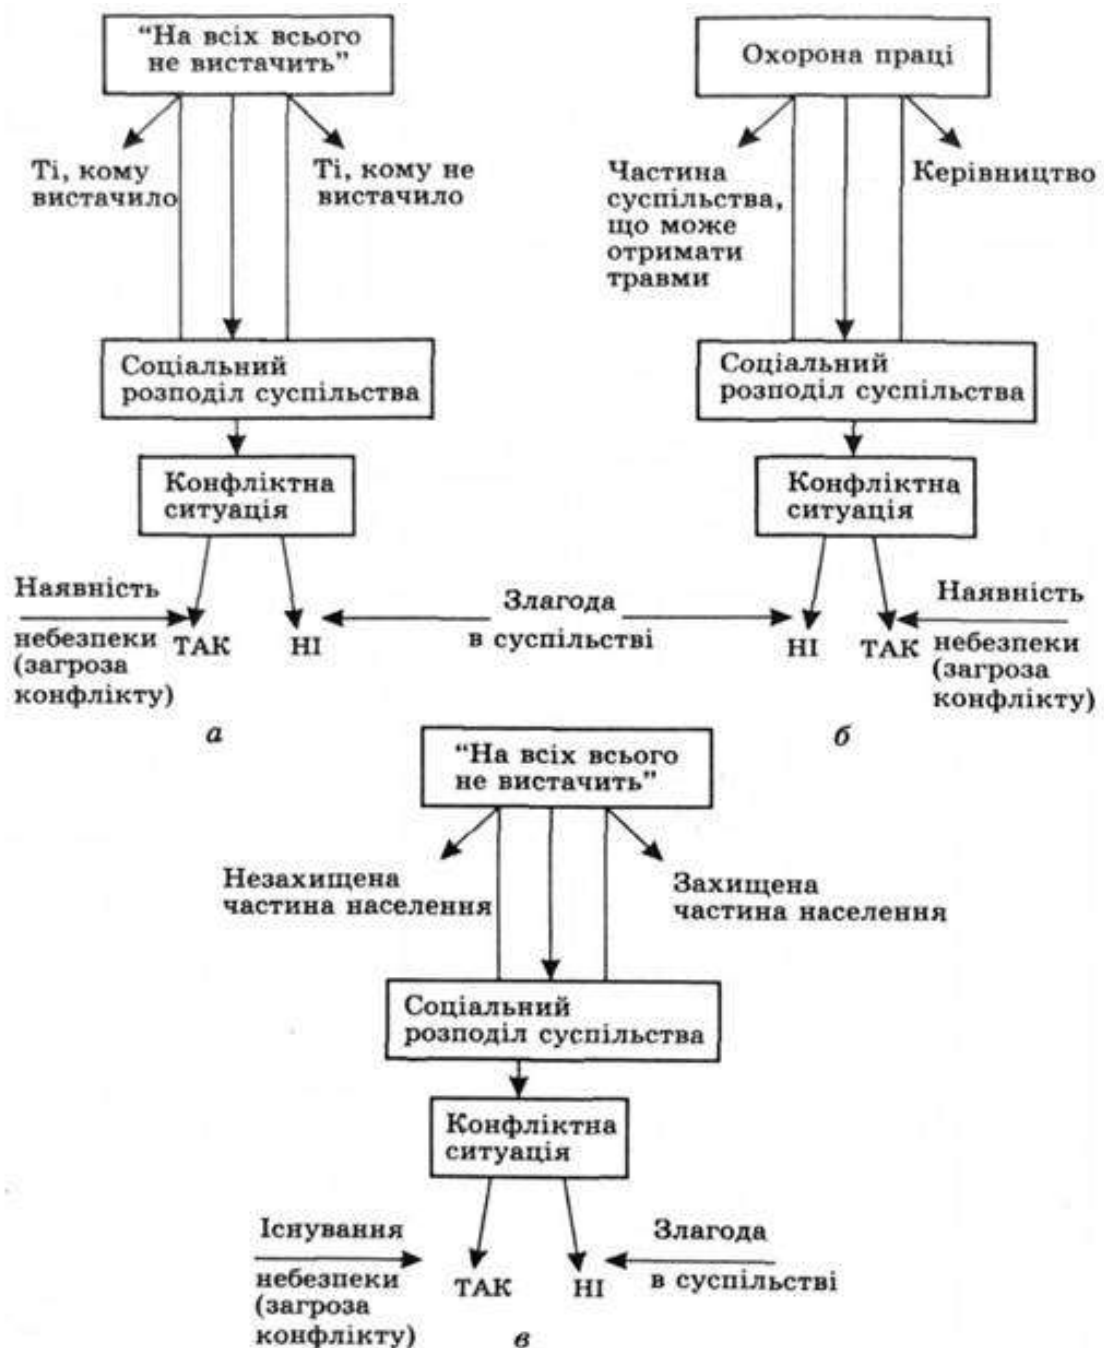 “На всіх всього
не вистачить”
Ті, кому
вистачило
Ті, кому не
вистачило
Соціальний
розподіл суспільства
Конфліктна
ситуація
Наявність
небезпеки
(загроза
конфлікту)
ТАК
НІ
а
Злагода
в суспільстві
Охорона праці
Частина
суспільства,
що може
отримати
травми
Керівництво
Соціальний
розподіл суспільства
Конфліктна
ситуація
НІ
ТАК
Наявність
небезпеки
(загроза
конфлікту)
б
“На всіх всього
не вистачить”
Незахищена
частина населення
Захищена
частина населення
Соціальний
розподіл суспільства
Конфліктна
ситуація
Існування
небезпеки
(загроза
конфлікту)
ТАК
НІ
Злагода
в суспільстві
в